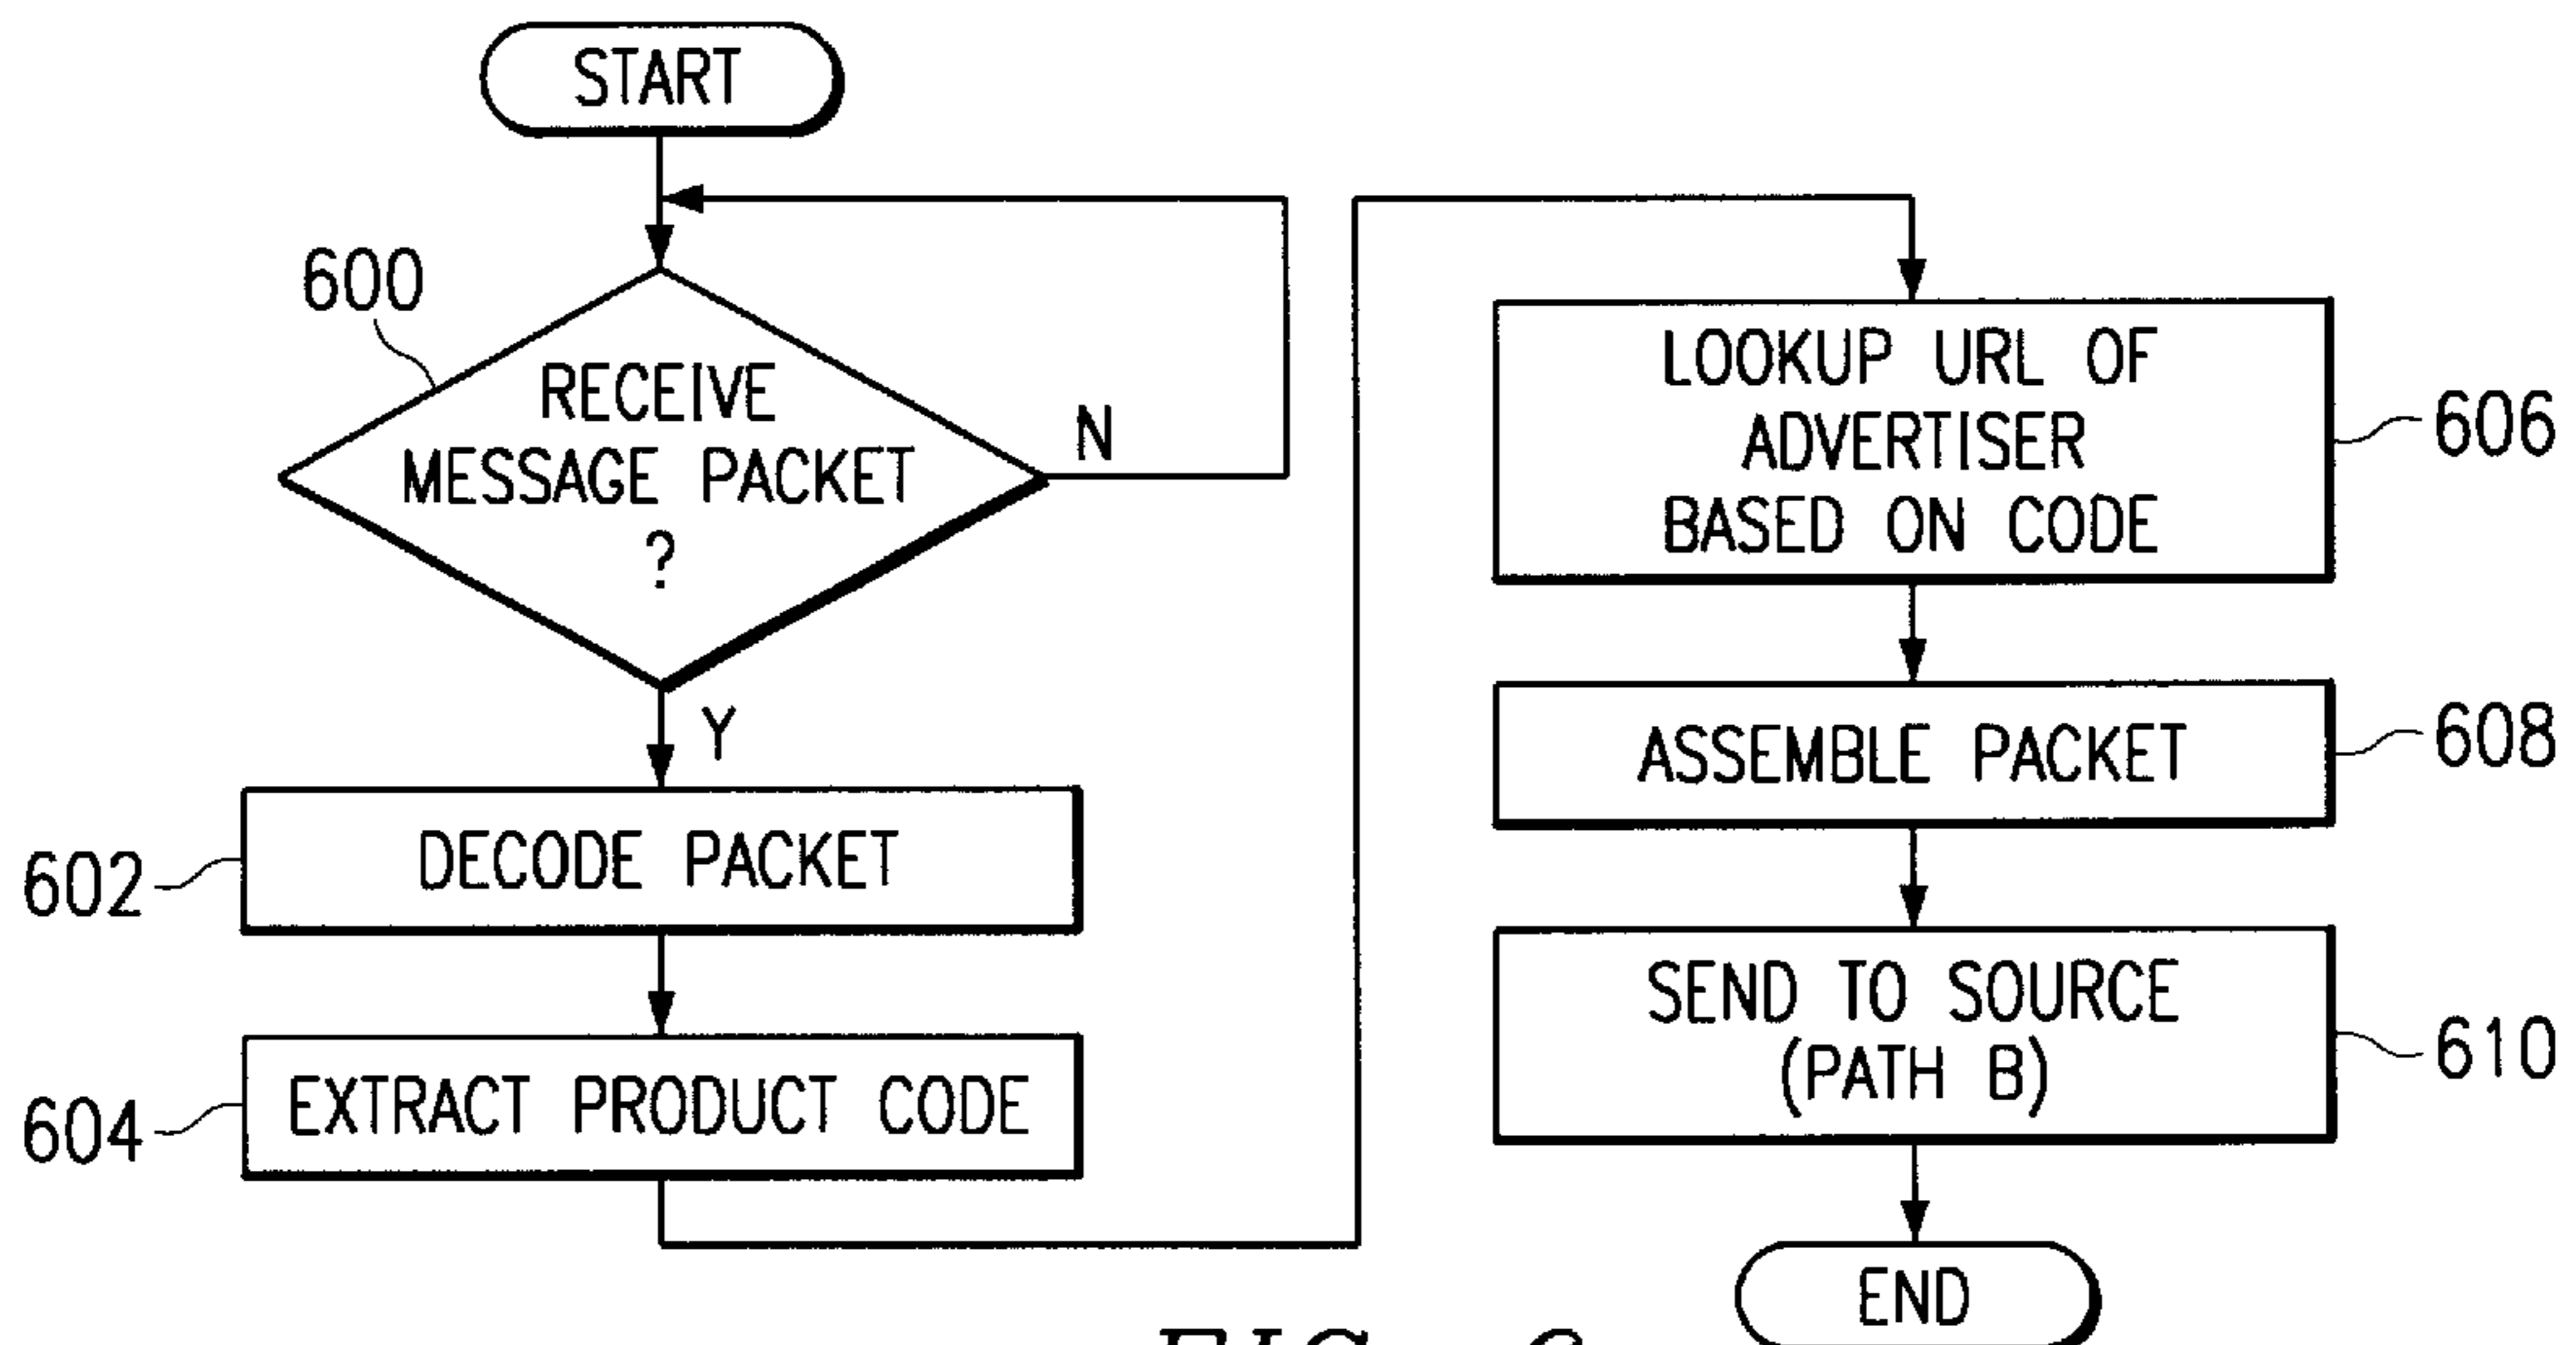 START
600
RECEIVE
MESSAGE PACKET
?
N
Y
602
DECODE PACKET
604
EXTRACT PRODUCT CODE
LOOKUP URL OF
ADVERTISER
BASED ON CODE
606
ASSEMBLE PACKET
608
SEND TO SOURCE
(PATH B)
610
END